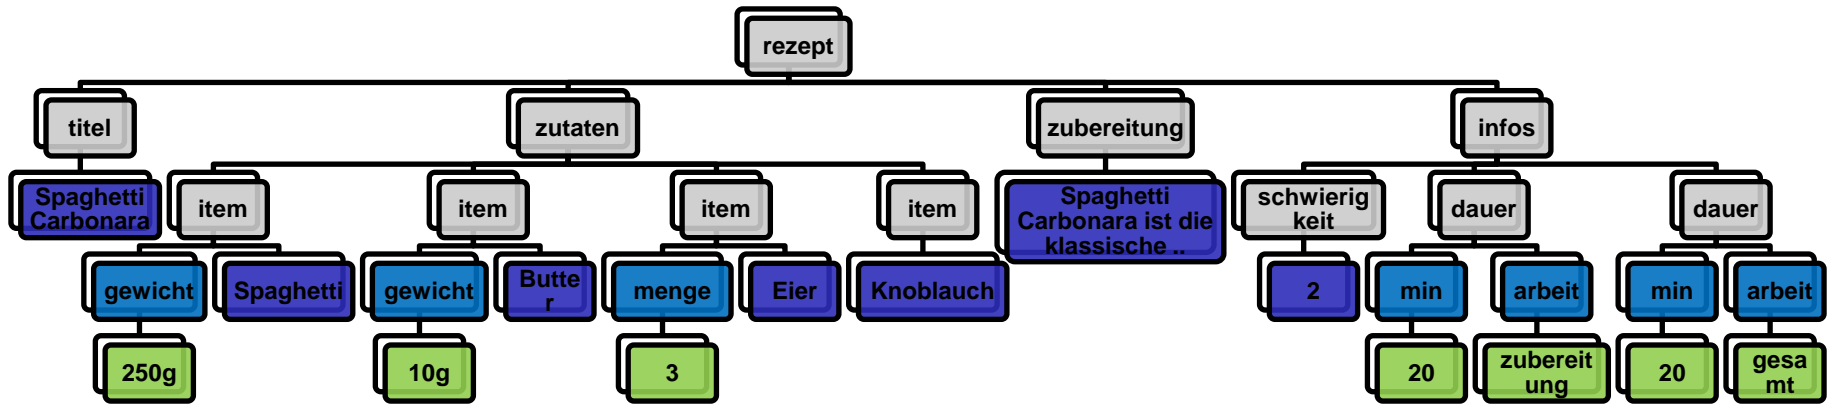 rezept
titel
zutaten
zubereitung
infos
Spaghetti
Carbonara
item
item
item
item
Spaghetti
Carbonara ist die
klassische ..
schwierig
keit
dauer
dauer
gewicht
Spaghetti
gewicht
Butte
r
menge
Eier
Knoblauch
2
min
arbeit
min
arbeit
250g
10g
3
20
zubereit
ung
20
gesa
mt